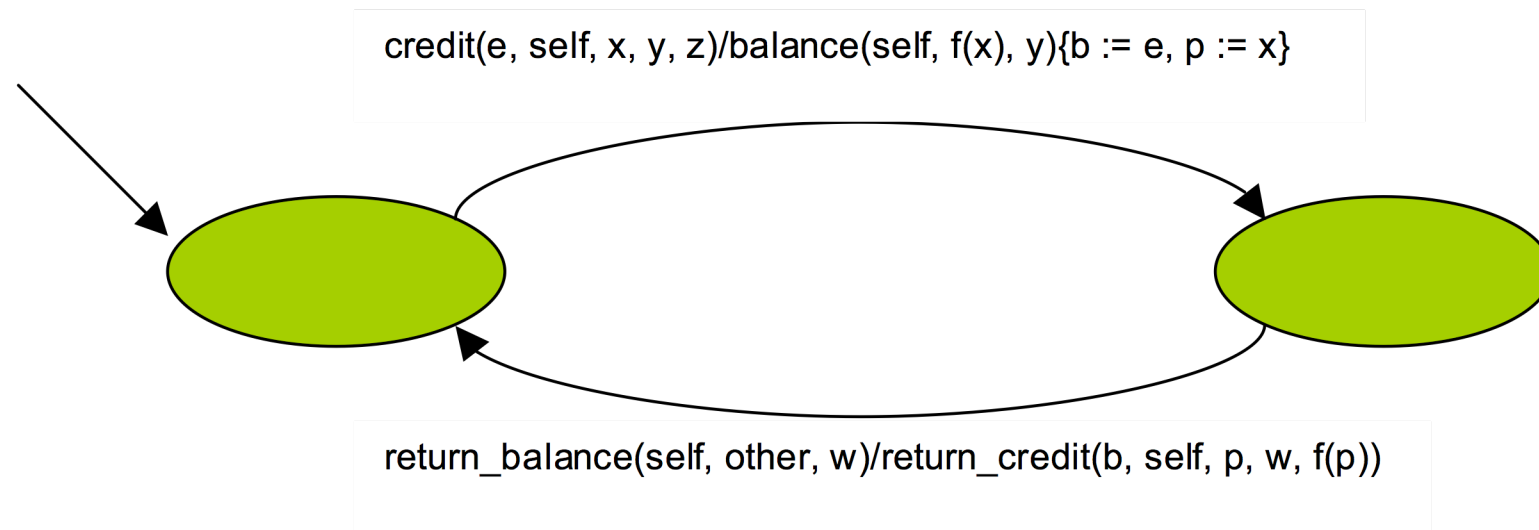 credit(e, self, x, y, z)/balance(self, f(x), y){b := e, p := x}
return_balance(self, other, w)/return_credit(b, self, p, w, f(p))